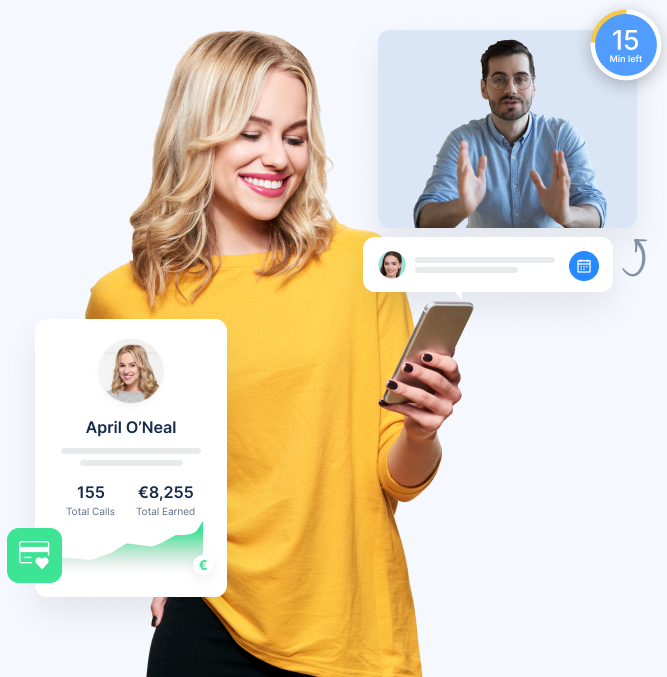 15
Min left
April O’Neal
155 €8,255
Total Calls Total Earned
€